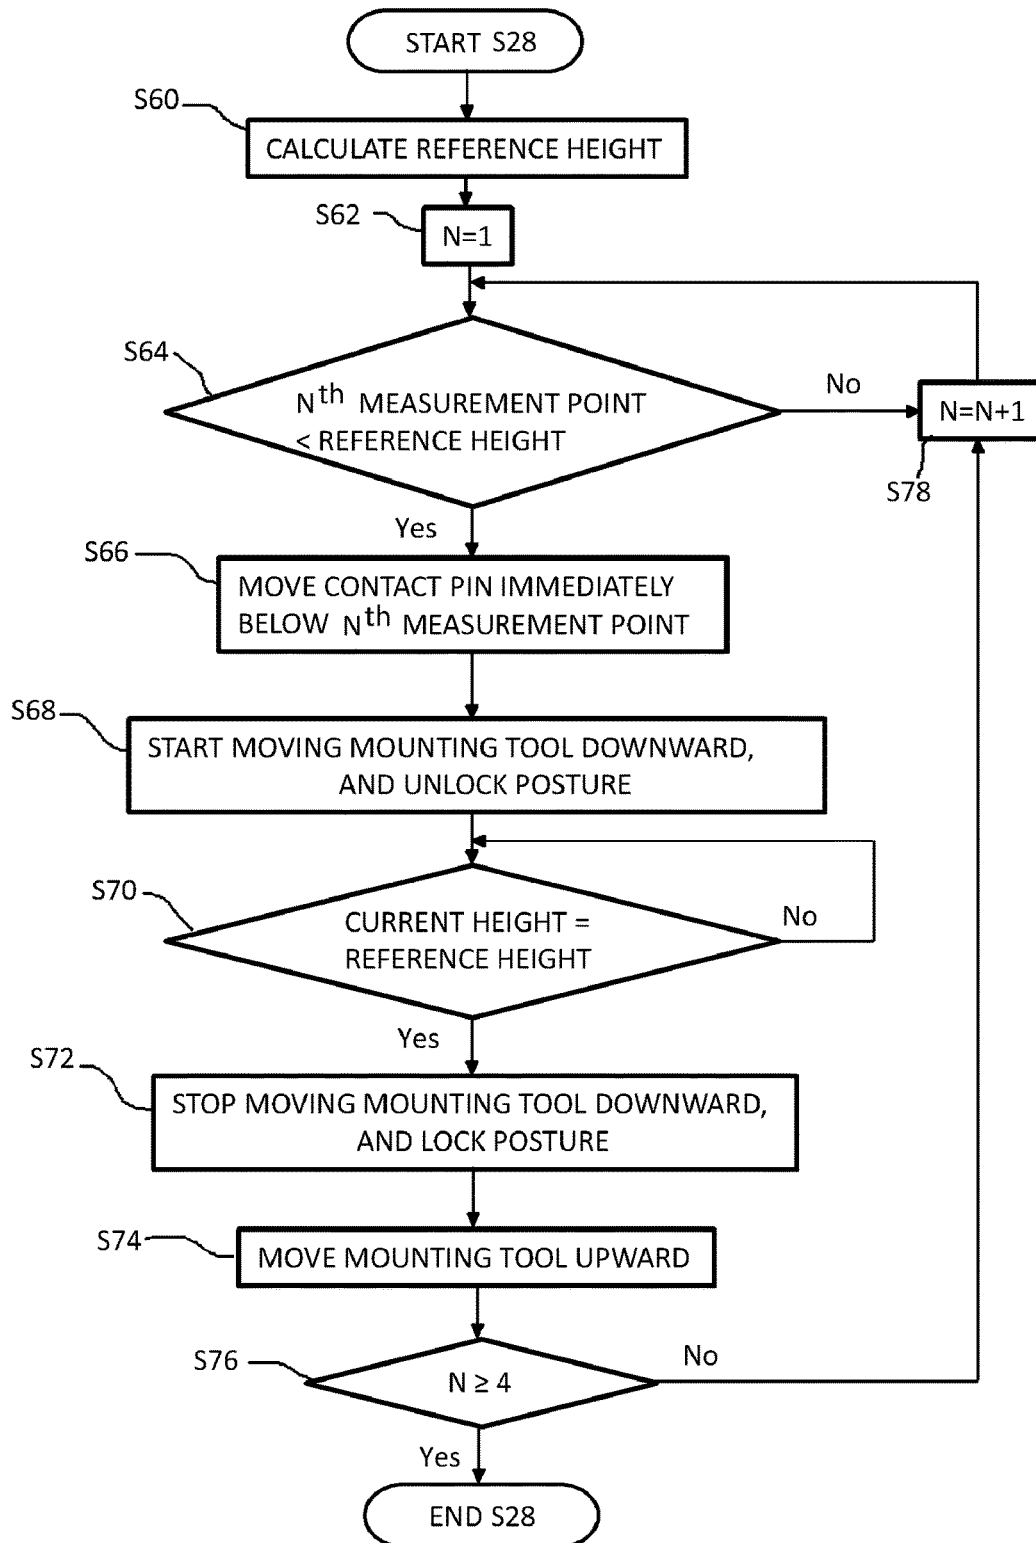 START S28
S60
CALCULATE REFERENCE HEIGHT
S62
N=1
S64
Nth MEASUREMENT POINT
< REFERENCE HEIGHT
No
N=N+1
S78
Yes
S66
MOVE CONTACT PIN IMMEDIATELY
BELOW Nth MEASUREMENT POINT
S68
START MOVING MOUNTING TOOL DOWNWARD,
AND UNLOCK POSTURE
S70
CURRENT HEIGHT =
REFERENCE HEIGHT
No
Yes
S72
STOP MOVING MOUNTING TOOL DOWNWARD,
AND LOCK POSTURE
S74
MOVE MOUNTING TOOL UPWARD
S76
N ≥ 4
No
Yes
END S28